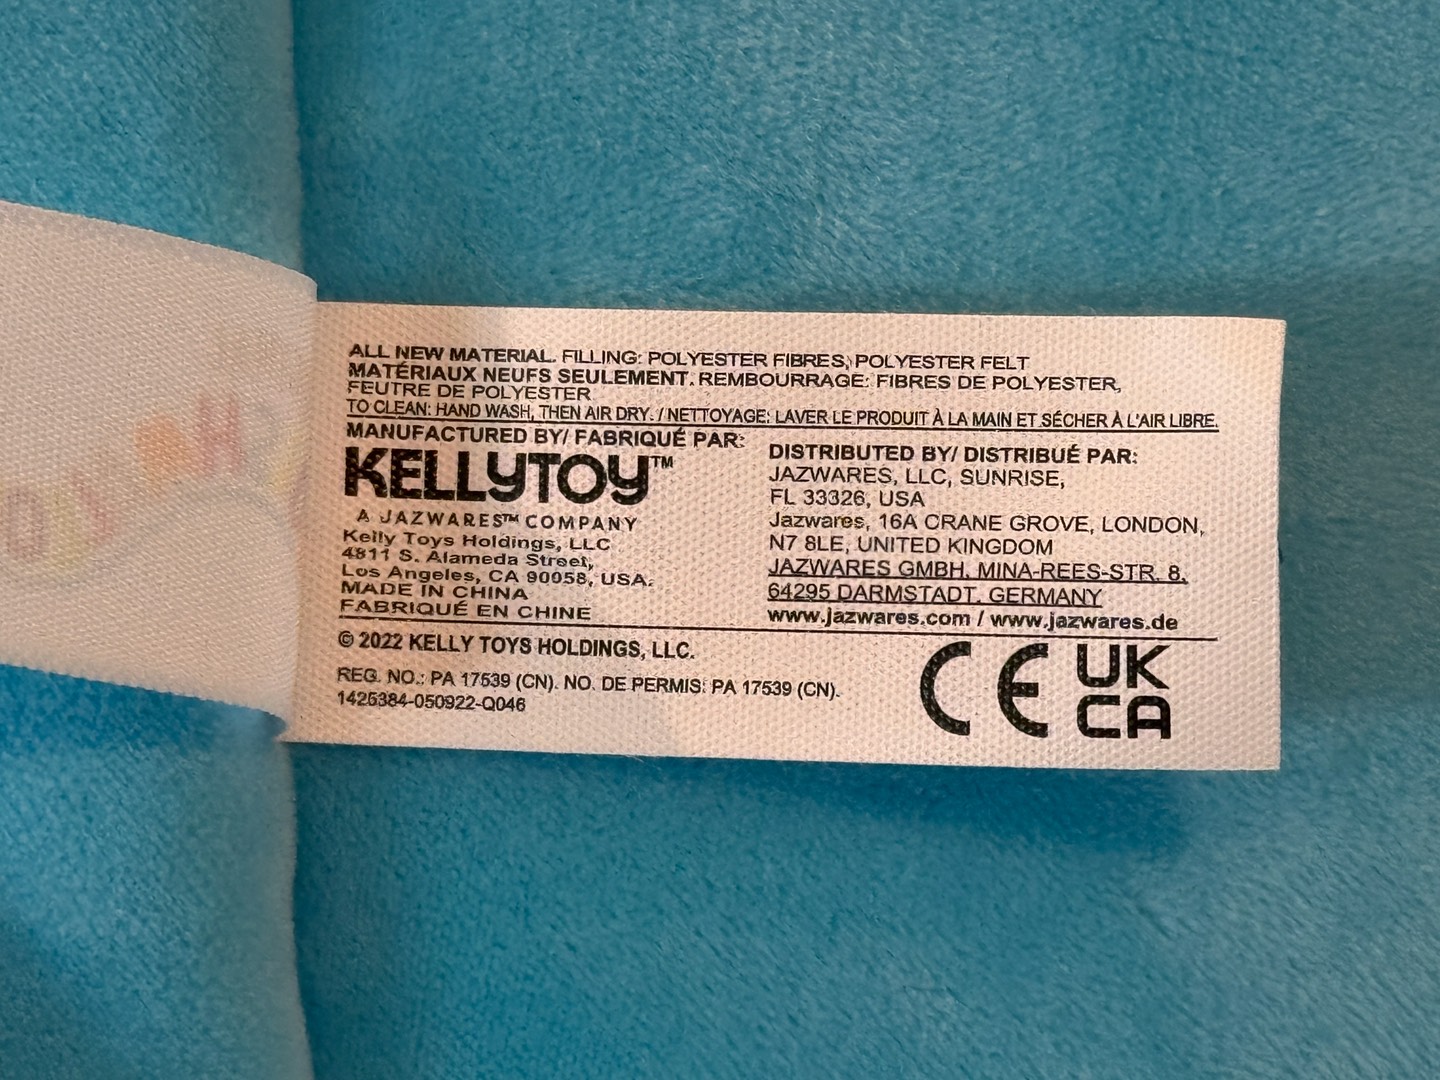 ALL NEW MATERIAL. FILLING: POLYESTER FIBRES, POLYESTER FELT
MATÉRIAUX NEUFS SEULEMENT. REMBOURRAGE: FIBRES DE POLYESTER,
FEUTRE DE POLYESTER
TO CLEAN: HAND WASH, THEN AIR DRY. / NETTOYAGE: LAVER LE PRODUIT À LA MAIN ET SÉCHER À L'AIR LIBRE.
MANUFACTURED BY/ FABRIQUÉ PAR:
KELLYTOY™
A JAZWARES™ COMPANY
Kelly Toys Holdings, LLC
4811 S. Alameda Street,
Los Angeles, CA 90058, USA.
MADE IN CHINA
FABRIQUÉ EN CHINE
DISTRIBUTED BY/ DISTRIBUÉ PAR:
JAZWARES, LLC, SUNRISE,
FL 33326, USA
Jazwares, 16A CRANE GROVE, LONDON,
N7 8LE, UNITED KINGDOM
JAZWARES GMBH, MINA-REES-STR. 8,
64295 DARMSTADT, GERMANY
www.jazwares.com / www.jazwares.de
© 2022 KELLY TOYS HOLDINGS, LLC.
REG. NO.: PA 17539 (CN). NO. DE PERMIS: PA 17539 (CN).
1425384-050922-Q046
CE
UK
CA